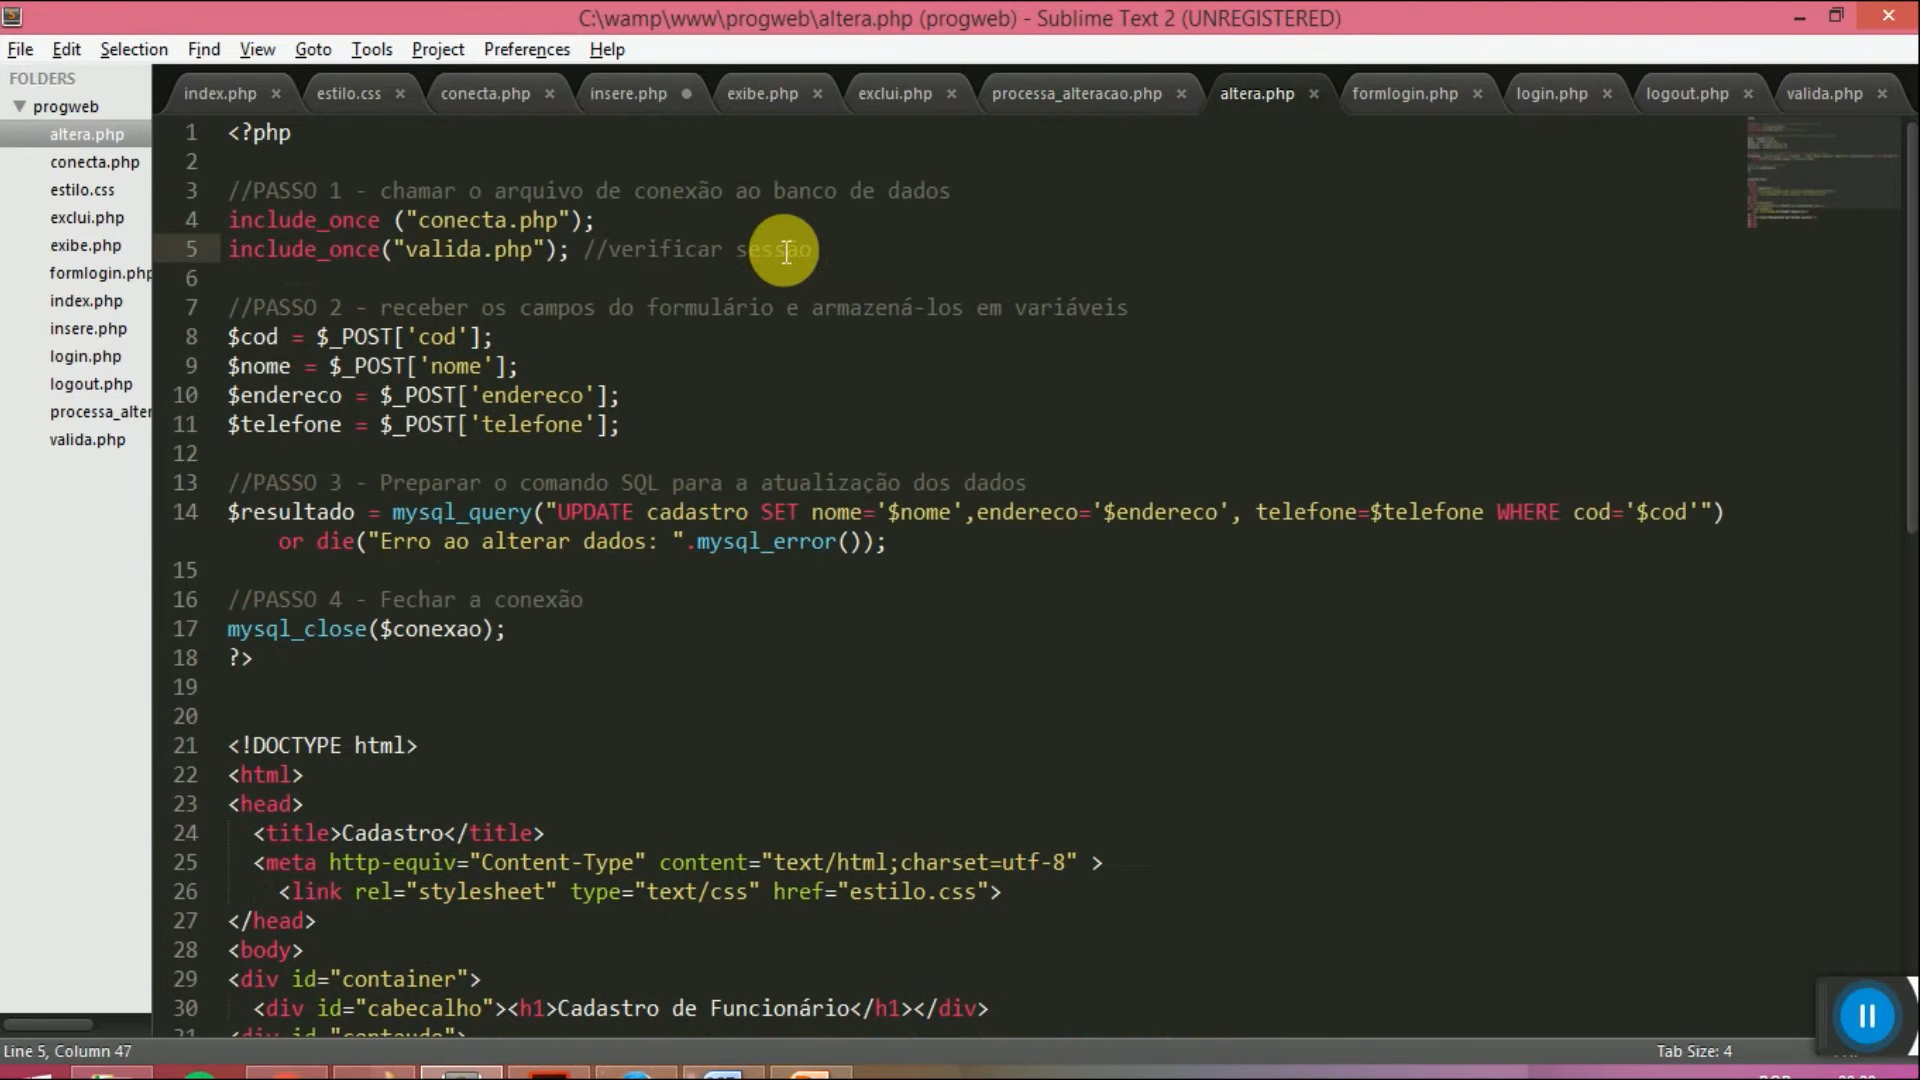 C:\wamp\www\progweb\altera.php (progweb) - Sublime Text 2 (UNREGISTERED)
File Edit Selection Find View Goto Tools Project Preferences Help
FOLDERS
progweb
altera.php
conecta.php
estilo.css
exclui.php
exibe.php
formlogin.php
index.php
insere.php
login.php
logout.php
processa_alter
valida.php
index.php estilo.css conecta.php insere.php exibe.php exclui.php processa_alteracao.php altera.php formlogin.php login.php logout.php valida.php
1 <?php
2
3 //PASSO 1 - chamar o arquivo de conexão ao banco de dados
4 include_once ("conecta.php");
5 include_once("valida.php"); //verificar sessão
6
7 //PASSO 2 - receber os campos do formulário e armazená-los em variáveis
8 $cod = $_POST['cod'];
9 $nome = $_POST['nome'];
10 $endereco = $_POST['endereco'];
11 $telefone = $_POST['telefone'];
12
13 //PASSO 3 - Preparar o comando SQL para a atualização dos dados
14 $resultado = mysql_query("UPDATE cadastro SET nome='$nome',endereco='$endereco', telefone=$telefone WHERE cod='$cod'")
or die("Erro ao alterar dados: ".mysql_error());
15
16 //PASSO 4 - Fechar a conexão
17 mysql_close($conexao);
18 ?>
19
20
21 <!DOCTYPE html>
22 <html>
23 <head>
24 <title>Cadastro</title>
25 <meta http-equiv="Content-Type" content="text/html;charset=utf-8" >
26 <link rel="stylesheet" type="text/css" href="estilo.css">
27 </head>
28 <body>
29 <div id="container">
30 <div id="cabecalho"><h1>Cadastro de Funcionário</h1></div>
31 <div id="conteudo">
Line 5, Column 47
Tab Size: 4